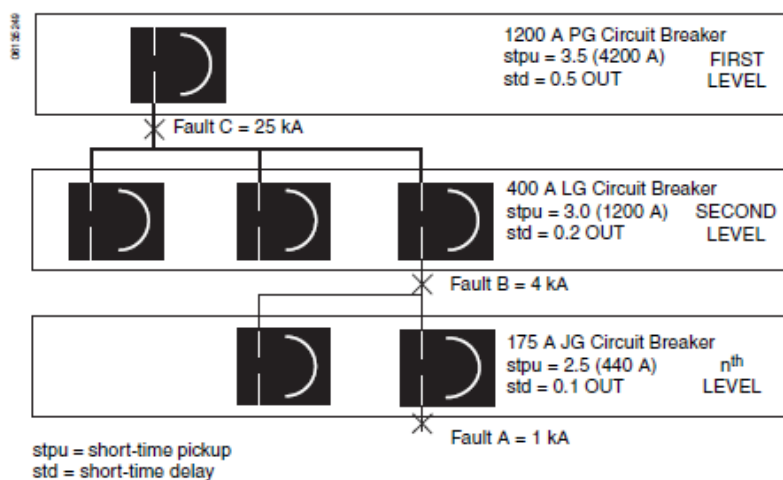 06135249
1200 A PG Circuit Breaker
stpu = 3.5 (4200 A) FIRST
std = 0.5 OUT LEVEL
Fault C = 25 kA
400 A LG Circuit Breaker
stpu = 3.0 (1200 A) SECOND
std = 0.2 OUT LEVEL
Fault B = 4 kA
175 A JG Circuit Breaker
stpu = 2.5 (440 A) nth
std = 0.1 OUT LEVEL
Fault A = 1 kA
stpu = short-time pickup
std = short-time delay